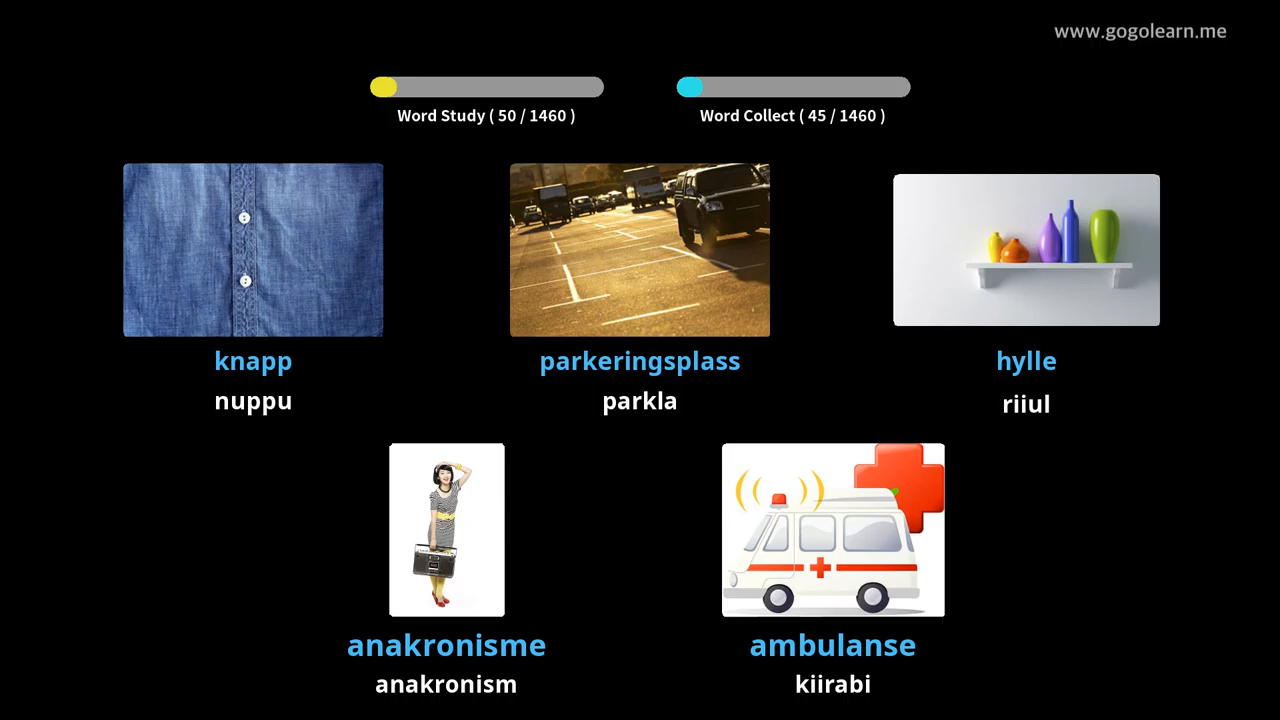 www.gogolearn.me
Word Study ( 50 / 1460 )
Word Collect ( 45 / 1460 )
knapp
nuppu
parkeringsplass
parkla
hylle
riiul
anakronisme
anakronism
ambulanse
kiirabi